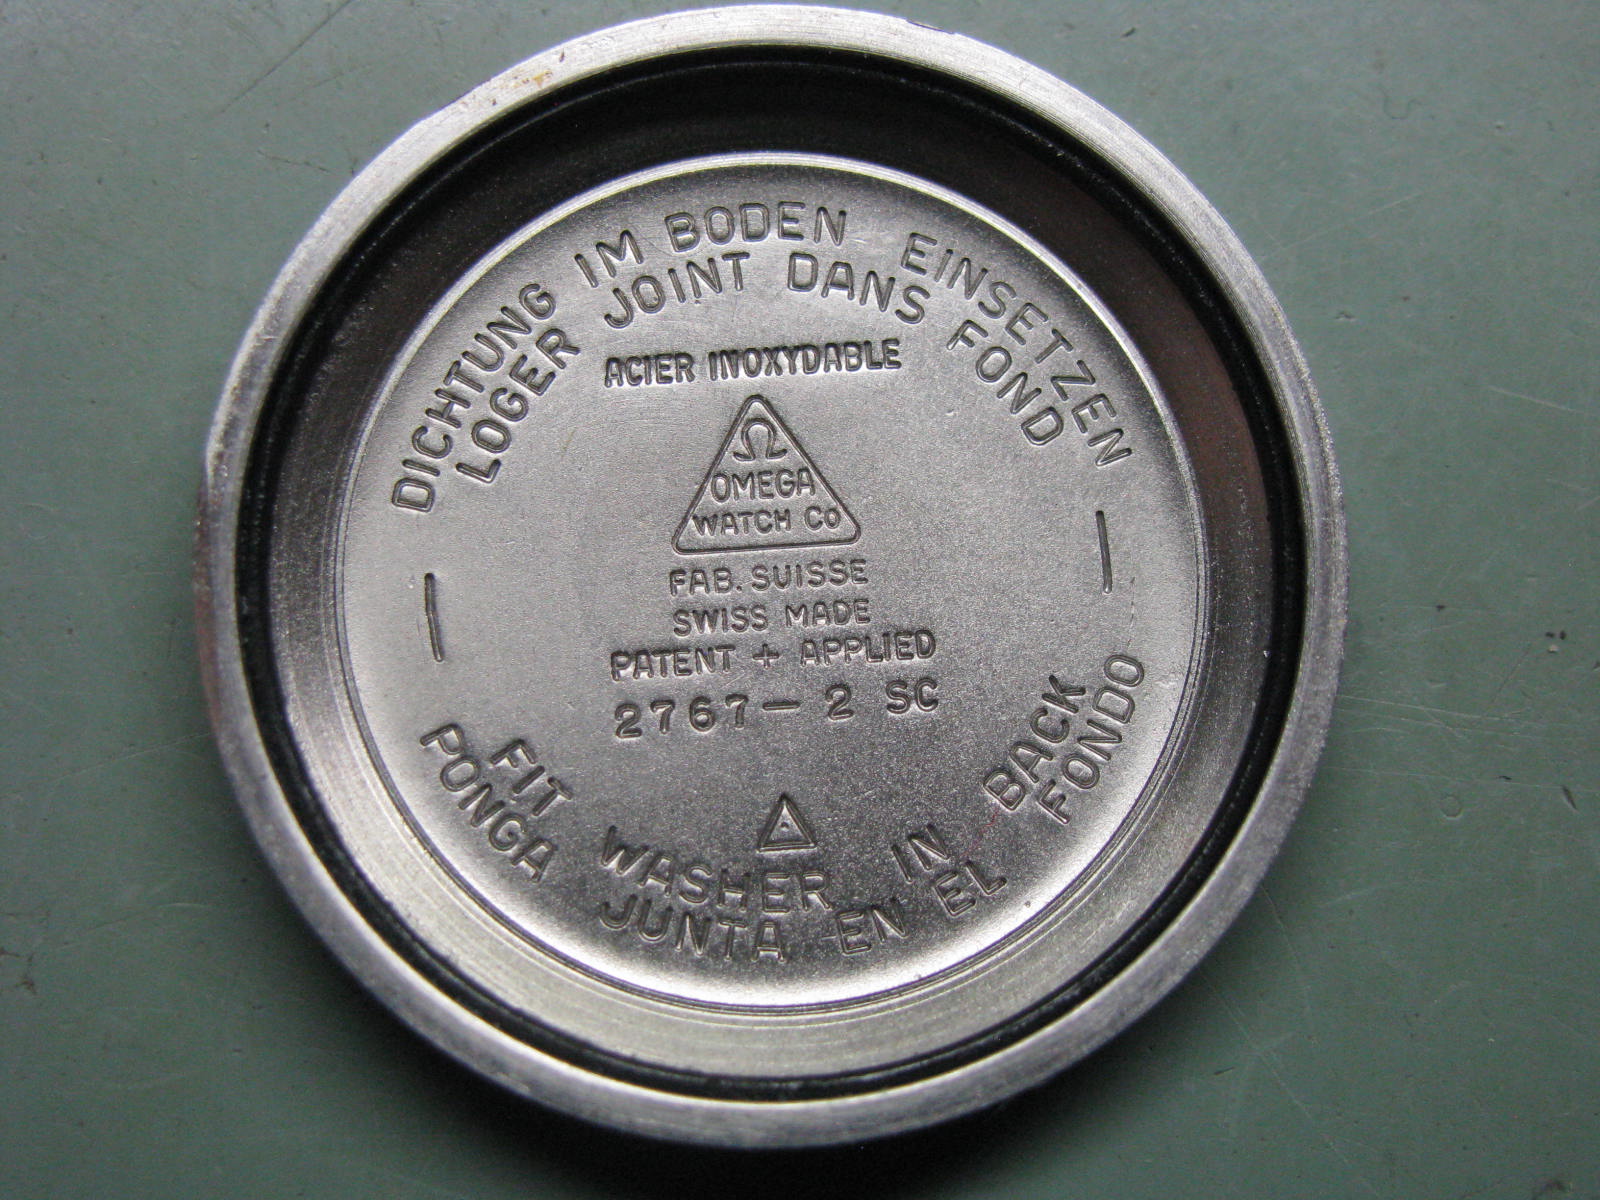 DICHTUNG IM BODEN EINSETZEN
LOGER JOINT DANS FOND
ACIER INOXYDABLE
Ω
OMEGA
WATCH CO
FAB. SUISSE
SWISS MADE
PATENT + APPLIED
2767 - 2 SC
FIT WASHER IN BACK
PONGA JUNTA EN EL FONDO